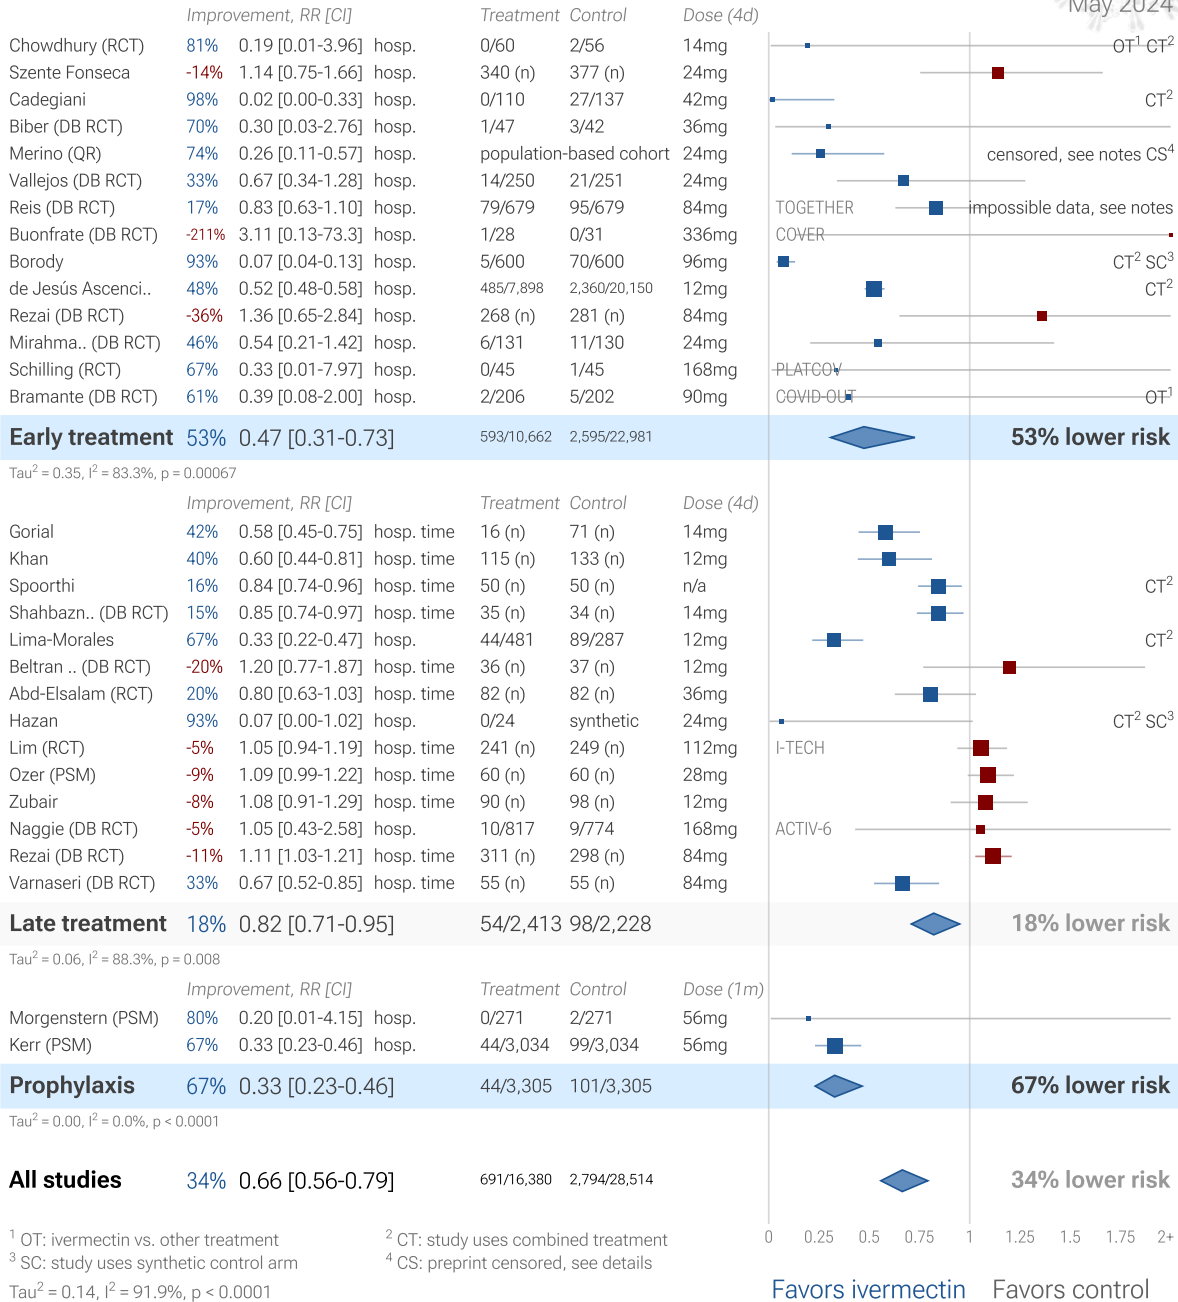 May 2024
Improvement, RR [CI] Treatment Control Dose (4d)
Chowdhury (RCT) 81% 0.19 [0.01-3.96] hosp. 0/60 2/56 14mg OT1 CT2
Szente Fonseca -14% 1.14 [0.75-1.66] hosp. 340 (n) 377 (n) 24mg
Cadegiani 98% 0.02 [0.00-0.33] hosp. 0/110 27/137 42mg CT2
Biber (DB RCT) 70% 0.30 [0.03-2.76] hosp. 1/47 3/42 36mg
Merino (QR) 74% 0.26 [0.11-0.57] hosp. population-based cohort 24mg censored, see notes CS4
Vallejos (DB RCT) 33% 0.67 [0.34-1.28] hosp. 14/250 21/251 24mg
Reis (DB RCT) 17% 0.83 [0.63-1.10] hosp. 79/679 95/679 84mg TOGETHER impossible data, see notes
Buonfrate (DB RCT) -211% 3.11 [0.13-73.3] hosp. 1/28 0/31 336mg COVER
Borody 93% 0.07 [0.04-0.13] hosp. 5/600 70/600 96mg CT2 SC3
de Jesús Ascenci.. 48% 0.52 [0.48-0.58] hosp. 485/7,898 2,360/20,150 12mg CT2
Rezai (DB RCT) -36% 1.36 [0.65-2.84] hosp. 268 (n) 281 (n) 84mg
Mirahma.. (DB RCT) 46% 0.54 [0.21-1.42] hosp. 6/131 11/130 24mg
Schilling (RCT) 67% 0.33 [0.01-7.97] hosp. 0/45 1/45 168mg PLATCOV
Bramante (DB RCT) 61% 0.39 [0.08-2.00] hosp. 2/206 5/202 90mg COVID-OUT OT1
Early treatment 53% 0.47 [0.31-0.73] 593/10,662 2,595/22,981 53% lower risk
Tau2 = 0.35, I2 = 83.3%, p = 0.00067
Improvement, RR [CI] Treatment Control Dose (4d)
Gorial 42% 0.58 [0.45-0.75] hosp. time 16 (n) 71 (n) 14mg
Khan 40% 0.60 [0.44-0.81] hosp. time 115 (n) 133 (n) 12mg
Spoorthi 16% 0.84 [0.74-0.96] hosp. time 50 (n) 50 (n) n/a CT2
Shahbazn.. (DB RCT) 15% 0.85 [0.74-0.97] hosp. time 35 (n) 34 (n) 14mg
Lima-Morales 67% 0.33 [0.22-0.47] hosp. 44/481 89/287 12mg CT2
Beltran .. (DB RCT) -20% 1.20 [0.77-1.87] hosp. time 36 (n) 37 (n) 12mg
Abd-Elsalam (RCT) 20% 0.80 [0.63-1.03] hosp. time 82 (n) 82 (n) 36mg
Hazan 93% 0.07 [0.00-1.02] hosp. 0/24 synthetic 24mg CT2 SC3
Lim (RCT) -5% 1.05 [0.94-1.19] hosp. time 241 (n) 249 (n) 112mg I-TECH
Ozer (PSM) -9% 1.09 [0.99-1.22] hosp. time 60 (n) 60 (n) 28mg
Zubair -8% 1.08 [0.91-1.29] hosp. time 90 (n) 98 (n) 12mg
Naggie (DB RCT) -5% 1.05 [0.43-2.58] hosp. 10/817 9/774 168mg ACTIV-6
Rezai (DB RCT) -11% 1.11 [1.03-1.21] hosp. time 311 (n) 298 (n) 84mg
Varnaseri (DB RCT) 33% 0.67 [0.52-0.85] hosp. time 55 (n) 55 (n) 84mg
Late treatment 18% 0.82 [0.71-0.95] 54/2,413 98/2,228 18% lower risk
Tau2 = 0.06, I2 = 88.3%, p = 0.008
Improvement, RR [CI] Treatment Control Dose (1m)
Morgenstern (PSM) 80% 0.20 [0.01-4.15] hosp. 0/271 2/271 56mg
Kerr (PSM) 67% 0.33 [0.23-0.46] hosp. 44/3,034 99/3,034 56mg
Prophylaxis 67% 0.33 [0.23-0.46] 44/3,305 101/3,305 67% lower risk
Tau2 = 0.00, I2 = 0.0%, p < 0.0001
All studies 34% 0.66 [0.56-0.79] 691/16,380 2,794/28,514 34% lower risk
0 0.25 0.5 0.75 1 1.25 1.5 1.75 2+
1 OT: ivermectin vs. other treatment 2 CT: study uses combined treatment
3 SC: study uses synthetic control arm 4 CS: preprint censored, see details
Tau2 = 0.14, I2 = 91.9%, p < 0.0001 Favors ivermectin Favors control